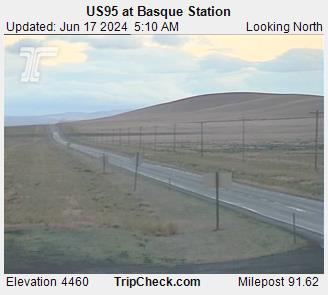 US95 at Basque Station
Updated: Jun 17 2024 5:10 AM Looking North
Elevation 4460 TripCheck.com Milepost 91.62